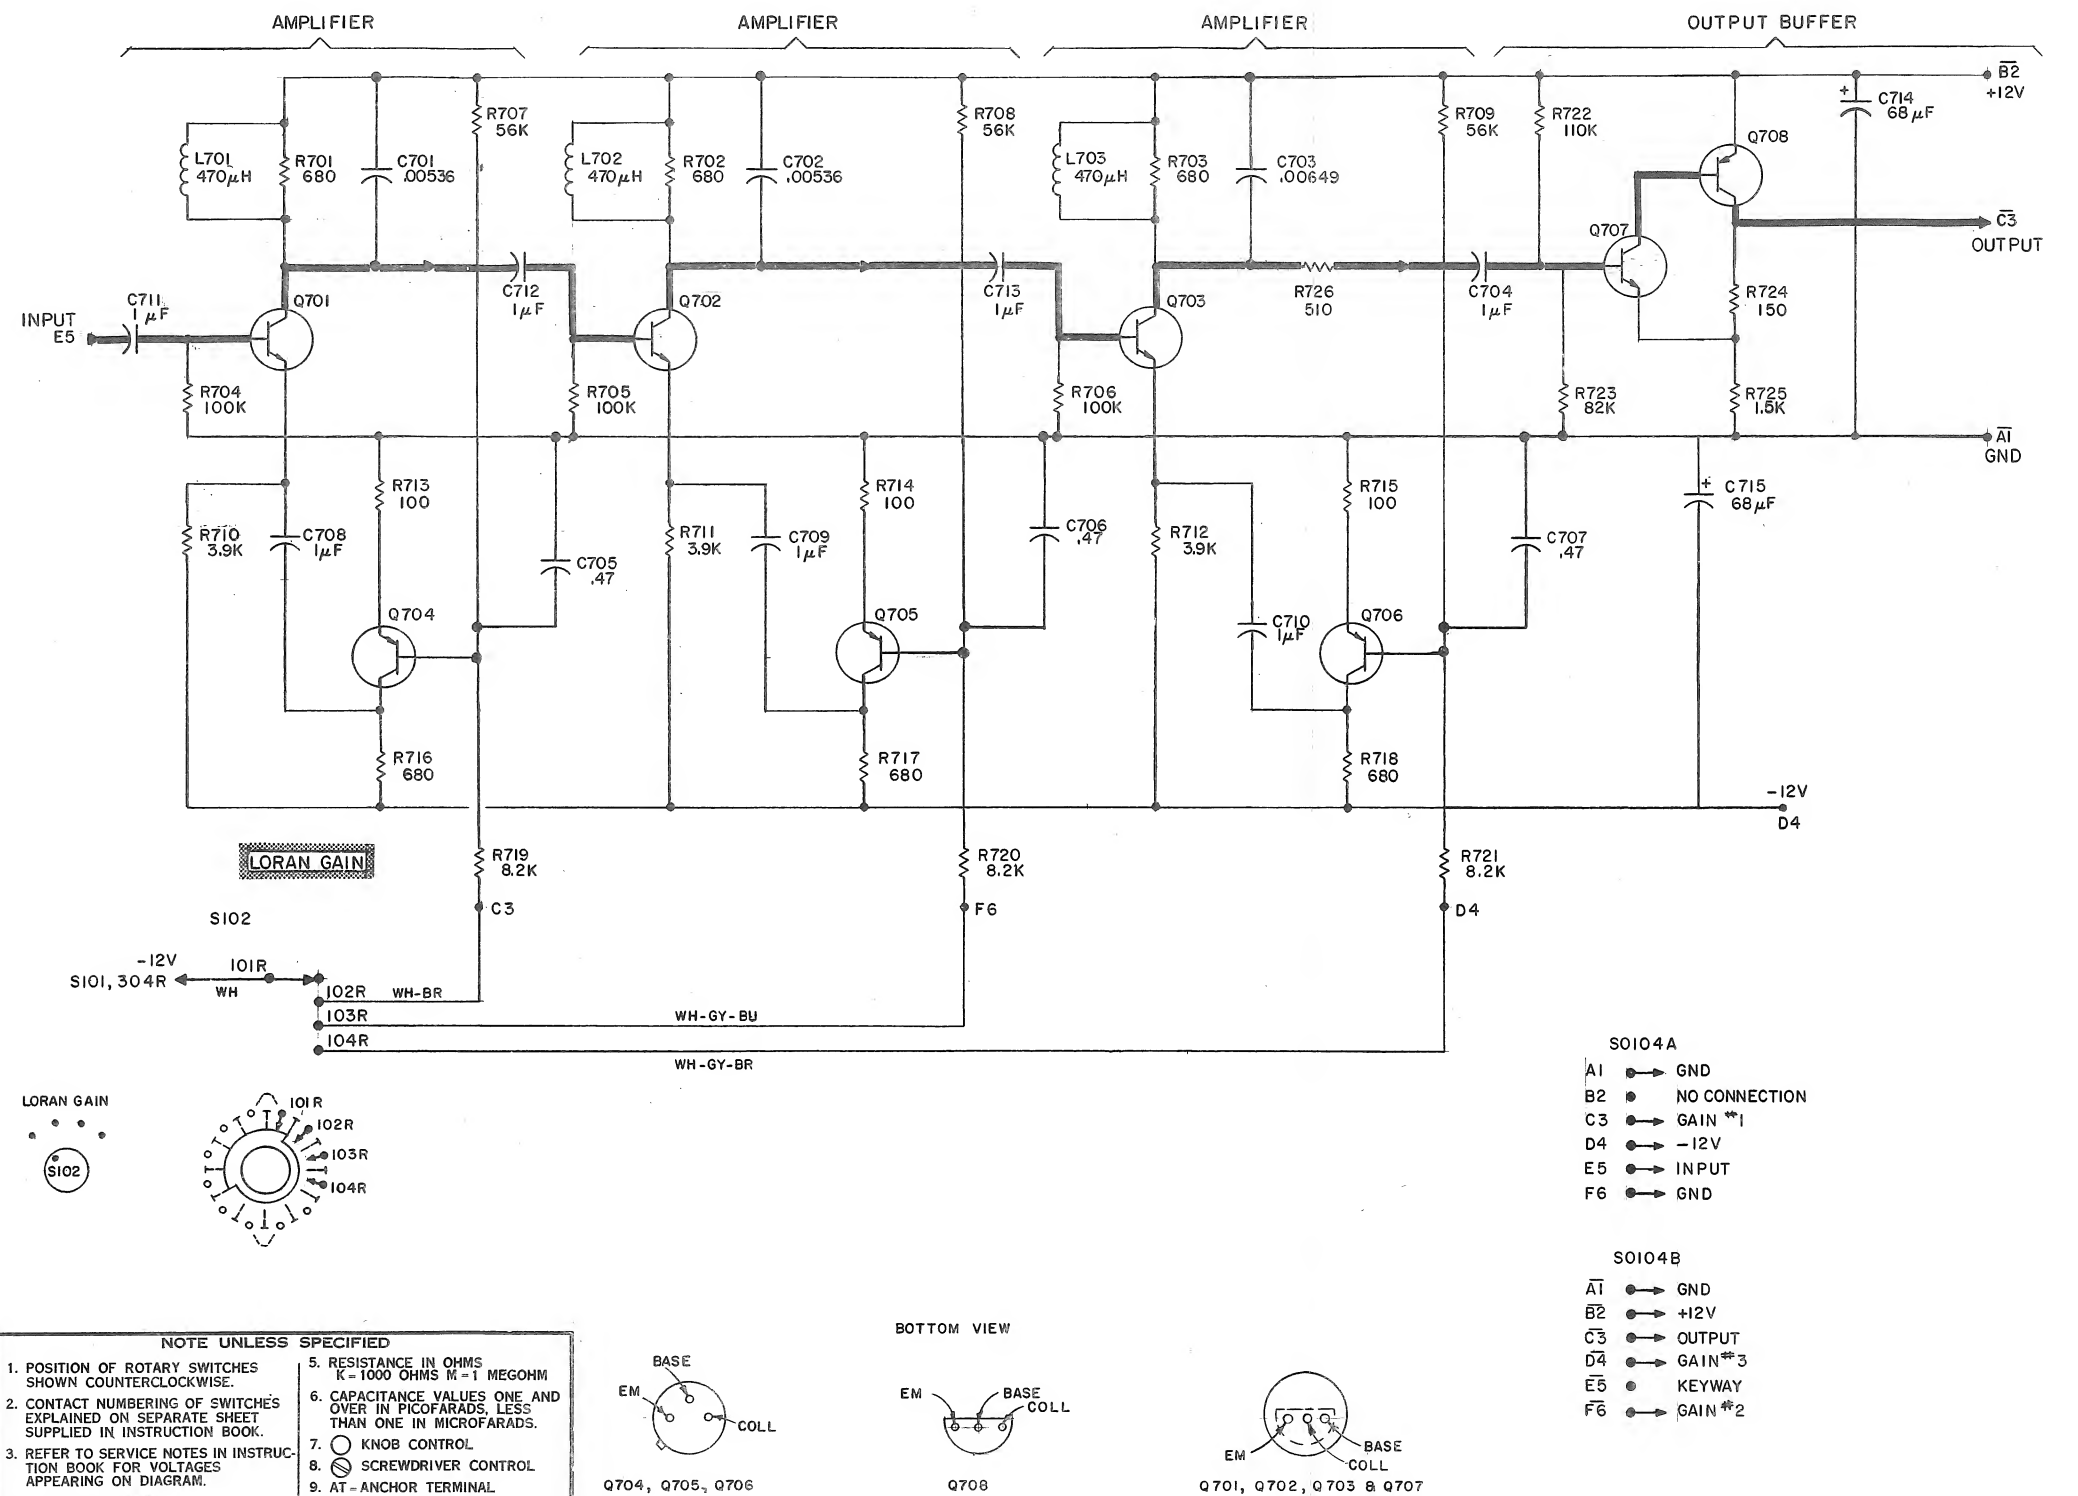 AMPLIFIER
AMPLIFIER
AMPLIFIER
OUTPUT BUFFER
B2
+12V
R707
56K
R708
56K
R709
56K
R722
110K
C714
68µF
Q708
L701
470µH
R701
680
C701
.00536
L702
470µH
R702
680
C702
.00536
L703
470µH
R703
680
C703
.00649
C3
OUTPUT
Q707
INPUT
E5
C711
1µF
Q701
C712
1µF
Q702
C713
1µF
Q703
R726
510
C704
1µF
R724
150
R704
100K
R705
100K
R706
100K
R723
82K
R725
1.5K
A1
GND
R710
3.9K
C708
1µF
R713
100
C705
.47
R711
3.9K
C709
1µF
R714
100
C706
.47
R712
3.9K
C710
1µF
R715
100
C707
.47
C715
68µF
Q704
Q705
Q706
R716
680
R717
680
R718
680
-12V
D4
LORAN GAIN
R719
8.2K
R720
8.2K
R721
8.2K
C3
F6
D4
S102
-12V
S101, 304R
101R
WH
102R
WH-BR
103R
WH-GY-BU
104R
WH-GY-BR
LORAN GAIN
S102
101R
102R
103R
104R
SO104A
A1 GND
B2 NO CONNECTION
C3 GAIN #1
D4 -12V
E5 INPUT
F6 GND
SO104B
A1 GND
B2 +12V
C3 OUTPUT
D4 GAIN #3
E5 KEYWAY
F6 GAIN #2
NOTE UNLESS SPECIFIED
1. POSITION OF ROTARY SWITCHES
SHOWN COUNTERCLOCKWISE.
2. CONTACT NUMBERING OF SWITCHES
EXPLAINED ON SEPARATE SHEET
SUPPLIED IN INSTRUCTION BOOK.
3. REFER TO SERVICE NOTES IN INSTRUC-
TION BOOK FOR VOLTAGES
APPEARING ON DIAGRAM.
5. RESISTANCE IN OHMS
K=1000 OHMS M=1 MEGOHM
6. CAPACITANCE VALUES ONE AND
OVER IN PICOFARADS, LESS
THAN ONE IN MICROFARADS.
7. KNOB CONTROL
8. SCREWDRIVER CONTROL
9. AT = ANCHOR TERMINAL
BOTTOM VIEW
BASE
EM
COLL
Q704, Q705, Q706
EM
BASE
COLL
Q708
EM
BASE
COLL
Q701, Q702, Q703 & Q707